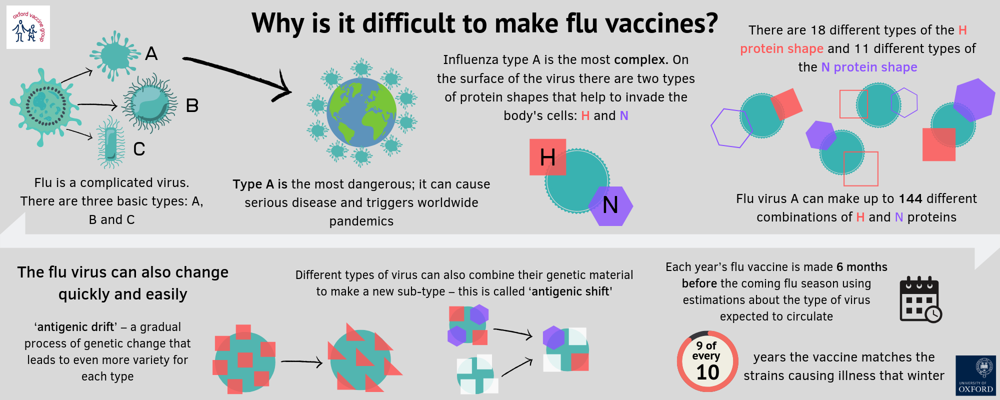 oxford vaccine group
Why is it difficult to make flu vaccines?
A
B
C
Flu is a complicated virus.
There are three basic types: A,
B and C
Type A is the most dangerous; it can cause
serious disease and triggers worldwide
pandemics
Influenza type A is the most complex. On
the surface of the virus there are two types
of protein shapes that help to invade the
body's cells: H and N
H
N
There are 18 different types of the H
protein shape and 11 different types of
the N protein shape
Flu virus A can make up to 144 different
combinations of H and N proteins
The flu virus can also change
quickly and easily
‘antigenic drift’ – a gradual
process of genetic change that
leads to even more variety for
each type
Different types of virus can also combine their genetic material
to make a new sub-type – this is called ‘antigenic shift'
Each year’s flu vaccine is made 6 months
before the coming flu season using
estimations about the type of virus
expected to circulate
9 of
every
10
years the vaccine matches the
strains causing illness that winter
UNIVERSITY OF
OXFORD